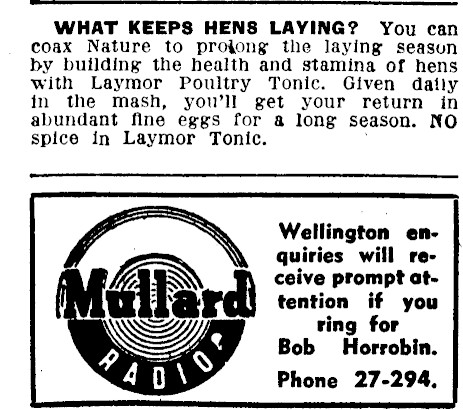 WHAT KEEPS HENS LAYING? You can
coax Nature to prolong the laying season
by building the health and stamina of hens
with Laymor Poultry Tonic. Given daily
in the mash, you'll get your return in
abundant fine eggs for a long season. NO
spice in Laymor Tonic.
Mullard
RADIO
Wellington en-
quiries will re-
ceive prompt at-
tention if you
ring for
Bob Horrobin.
Phone 27-294.